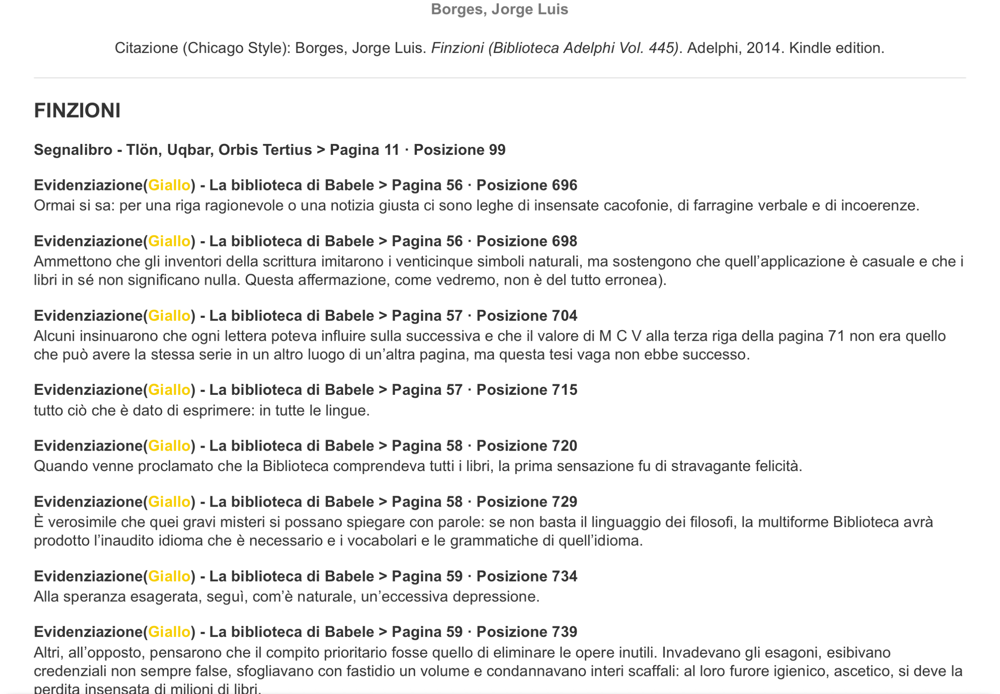 Borges, Jorge Luis
Citazione (Chicago Style): Borges, Jorge Luis. Finzioni (Biblioteca Adelphi Vol. 445). Adelphi, 2014. Kindle edition.
FINZIONI
Segnalibro - Tlön, Uqbar, Orbis Tertius > Pagina 11 · Posizione 99
Evidenziazione(Giallo) - La biblioteca di Babele > Pagina 56 · Posizione 696
Ormai si sa: per una riga ragionevole o una notizia giusta ci sono leghe di insensate cacofonie, di farragine verbale e di incoerenze.
Evidenziazione(Giallo) - La biblioteca di Babele > Pagina 56 · Posizione 698
Ammettono che gli inventori della scrittura imitarono i venticinque simboli naturali, ma sostengono che quell’applicazione è casuale e che i
libri in sé non significano nulla. Questa affermazione, come vedremo, non è del tutto erronea).
Evidenziazione(Giallo) - La biblioteca di Babele > Pagina 57 · Posizione 704
Alcuni insinuarono che ogni lettera poteva influire sulla successiva e che il valore di M C V alla terza riga della pagina 71 non era quello
che può avere la stessa serie in un altro luogo di un’altra pagina, ma questa tesi vaga non ebbe successo.
Evidenziazione(Giallo) - La biblioteca di Babele > Pagina 57 · Posizione 715
tutto ciò che è dato di esprimere: in tutte le lingue.
Evidenziazione(Giallo) - La biblioteca di Babele > Pagina 58 · Posizione 720
Quando venne proclamato che la Biblioteca comprendeva tutti i libri, la prima sensazione fu di stravagante felicità.
Evidenziazione(Giallo) - La biblioteca di Babele > Pagina 58 · Posizione 729
È verosimile che quei gravi misteri si possano spiegare con parole: se non basta il linguaggio dei filosofi, la multiforme Biblioteca avrà
prodotto l’inaudito idioma che è necessario e i vocabolari e le grammatiche di quell’idioma.
Evidenziazione(Giallo) - La biblioteca di Babele > Pagina 59 · Posizione 734
Alla speranza esagerata, seguì, com’è naturale, un’eccessiva depressione.
Evidenziazione(Giallo) - La biblioteca di Babele > Pagina 59 · Posizione 739
Altri, all’opposto, pensarono che il compito prioritario fosse quello di eliminare le opere inutili. Invadevano gli esagoni, esibivano
credenziali non sempre false, sfogliavano con fastidio un volume e condannavano interi scaffali: al loro furore igienico, ascetico, si deve la
perdita insensata di milioni di libri.